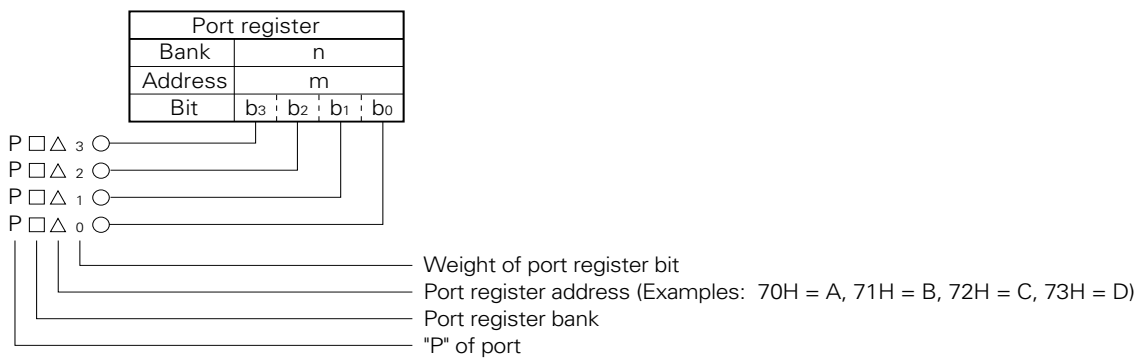 Port register
Bank n
Address m
Bit b3 b2 b1 b0
P □ △ 3
P □ △ 2
P □ △ 1
P □ △ 0
Weight of port register bit
Port register address (Examples: 70H = A, 71H = B, 72H = C, 73H = D)
Port register bank
"P" of port